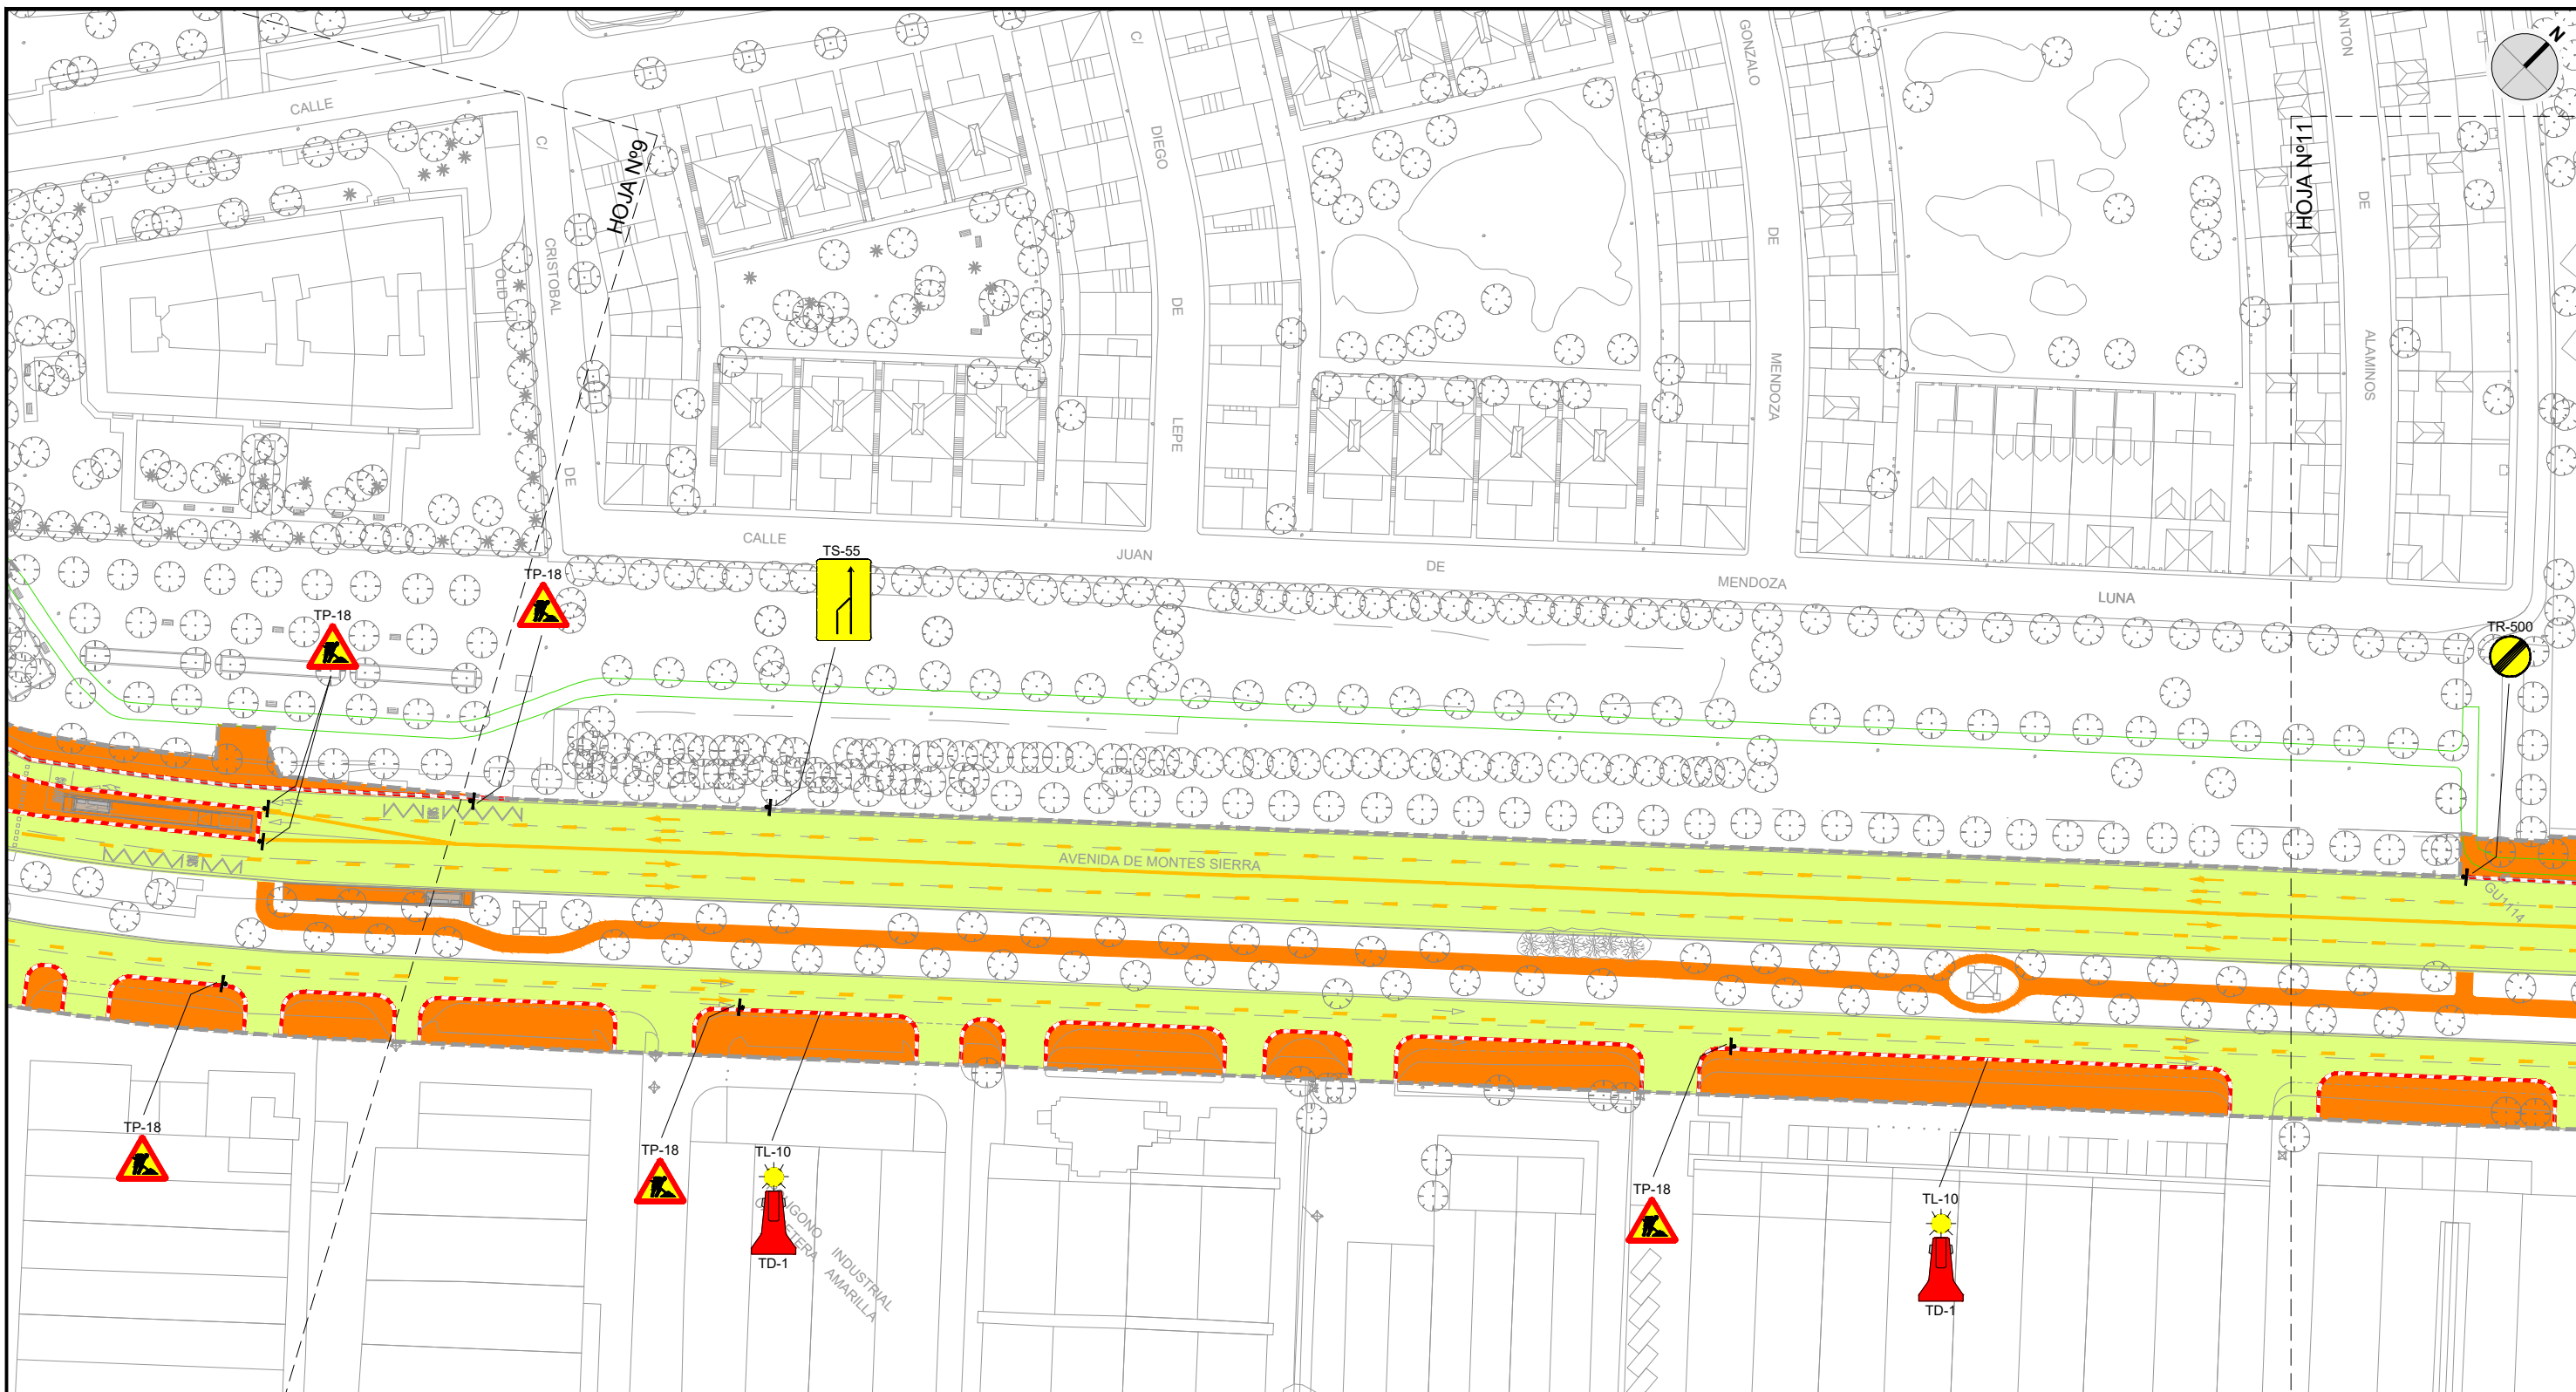 N
CALLE
C/
CRISTOBAL
DE
OLID
HOJA Nº9
C/
DIEGO
DE
LEPE
GONZALO
DE
MENDOZA
ANTON
DE
ALAMINOS
HOJA Nº11
CALLE
JUAN
DE
MENDOZA
LUNA
TS-55
TP-18
TP-18
TR-500
AVENIDA DE MONTES SIERRA
GU1114
TP-18
TP-18
TL-10
TD-1
INDUSTRIAL
AMARILLA
TP-18
TL-10
TD-1